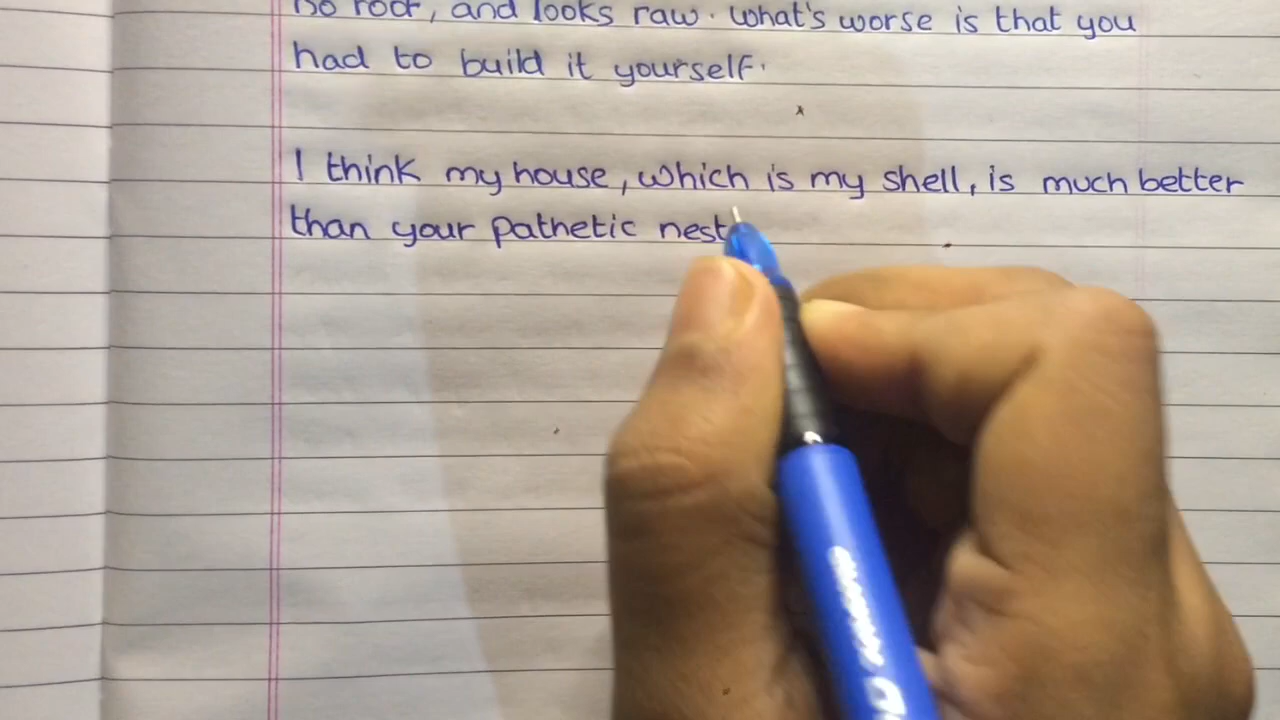 no roof, and looks raw. What's worse is that you
had to build it yourself.
I think my house, which is my shell, is much better
than your pathetic nest